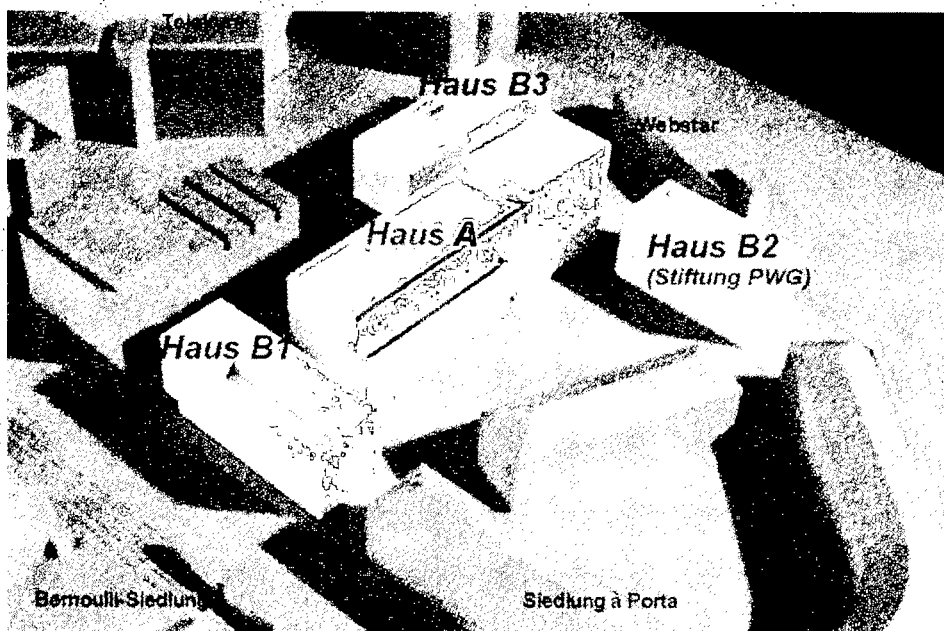 Haus B3
Webstar
Haus A
Haus B2
(Stiftung PWG)
Haus B1
Bernoulli-Siedlung
Siedlung à Porta